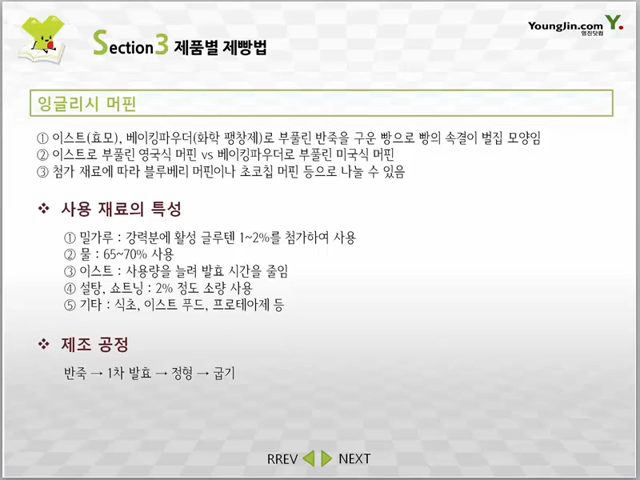 Section3 제품별 제빵법
YoungJin.com Y.
영진닷컴
잉글리시 머핀
① 이스트(효모), 베이킹파우더(화학 팽창제)로 부풀린 반죽을 구운 빵으로 빵의 속결이 벌집 모양임
② 이스트로 부풀린 영국식 머핀 vs 베이킹파우더로 부풀린 미국식 머핀
③ 첨가 재료에 따라 블루베리 머핀이나 초코칩 머핀 등으로 나눌 수 있음
❖ 사용 재료의 특성
① 밀가루 : 강력분에 활성 글루텐 1~2%를 첨가하여 사용
② 물 : 65~70% 사용
③ 이스트 : 사용량을 늘려 발효 시간을 줄임
④ 설탕, 쇼트닝 : 2% 정도 소량 사용
⑤ 기타 : 식초, 이스트 푸드, 프로테아제 등
❖ 제조 공정
반죽 → 1차 발효 → 정형 → 굽기
RREV NEXT